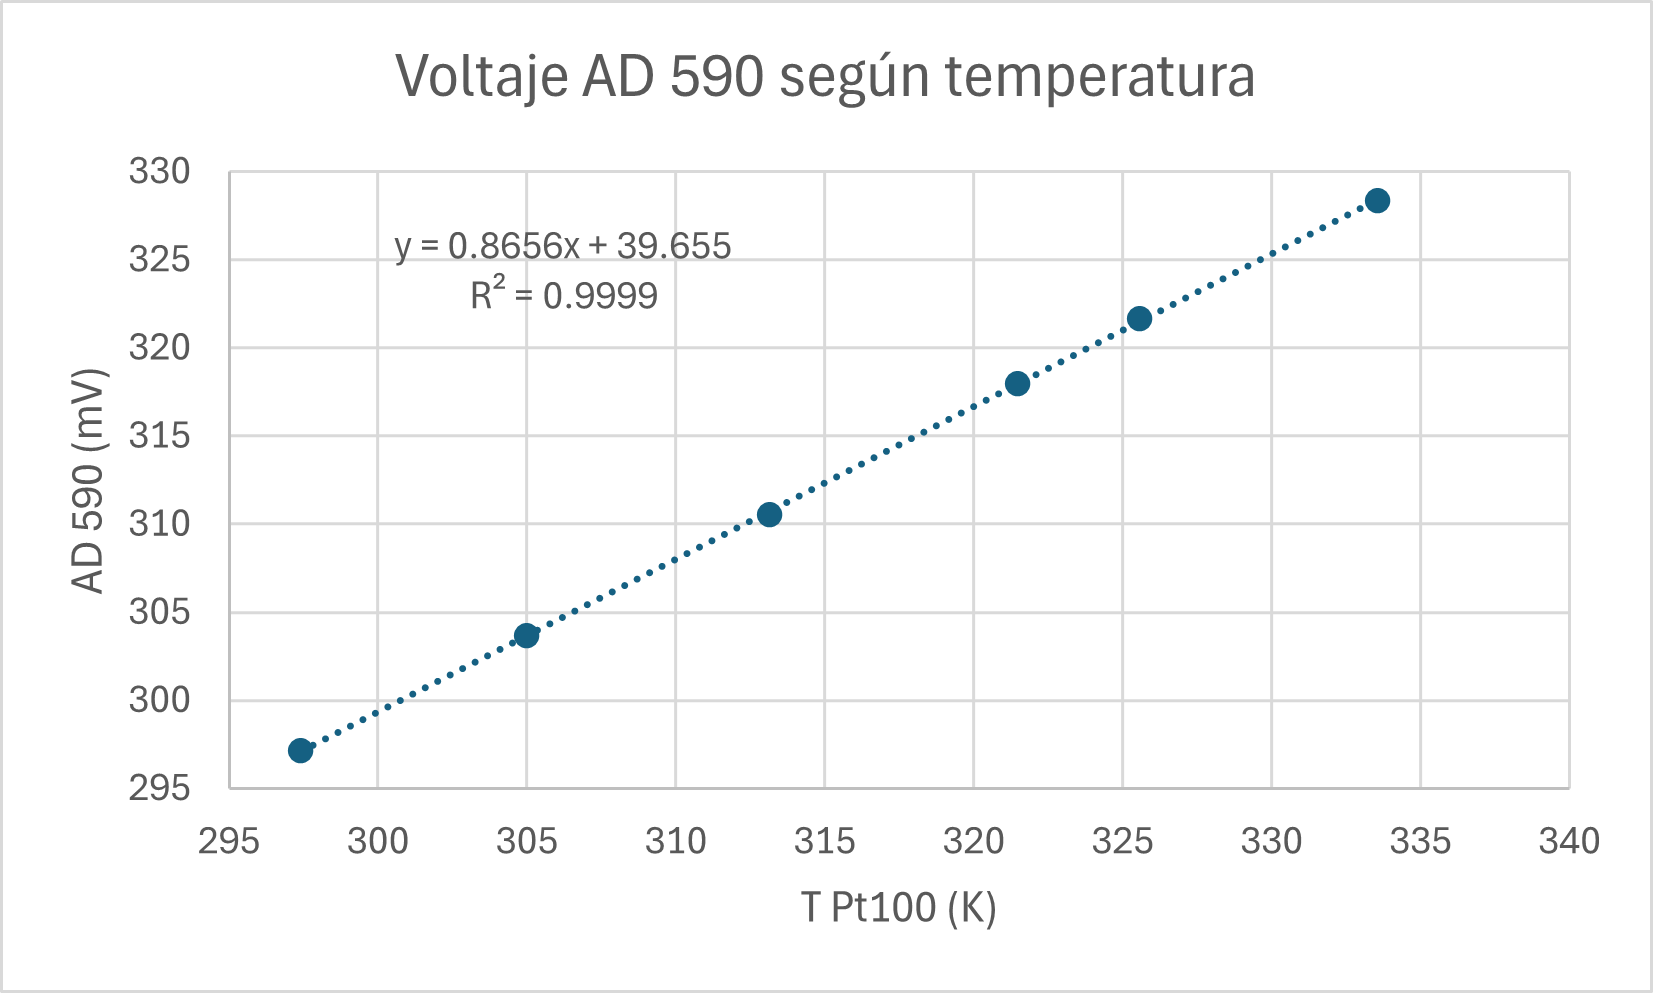 Voltaje AD 590 según temperatura
y = 0.8656x + 39.655
R² = 0.9999
AD 590 (mV)
330
325
320
315
310
305
300
295
295 300 305 310 315 320 325 330 335 340
T Pt100 (K)